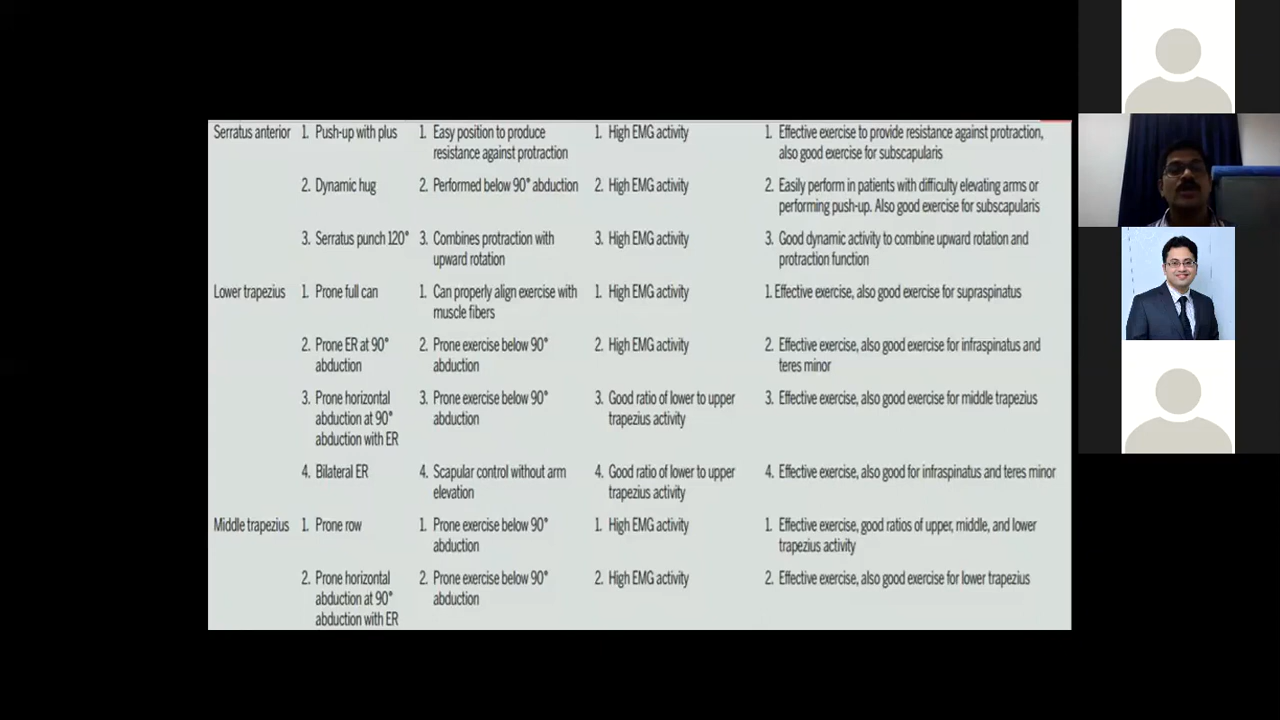 Serratus anterior 1. Push-up with plus 1. Easy position to produce 1. High EMG activity 1. Effective exercise to provide resistance against protraction,
resistance against protraction also good exercise for subscapularis
2. Dynamic hug 2. Performed below 90° abduction 2. High EMG activity 2. Easily perform in patients with difficulty elevating arms or
performing push-up. Also good exercise for subscapularis
3. Serratus punch 120° 3. Combines protraction with 3. High EMG activity 3. Good dynamic activity to combine upward rotation and
upward rotation protraction function
Lower trapezius 1. Prone full can 1. Can properly align exercise with 1. High EMG activity 1. Effective exercise, also good exercise for supraspinatus
muscle fibers
2. Prone ER at 90° 2. Prone exercise below 90° 2. High EMG activity 2. Effective exercise, also good exercise for infraspinatus and
abduction abduction teres minor
3. Prone horizontal 3. Prone exercise below 90° 3. Good ratio of lower to upper 3. Effective exercise, also good exercise for middle trapezius
abduction at 90° abduction trapezius activity
abduction with ER
4. Bilateral ER 4. Scapular control without arm 4. Good ratio of lower to upper 4. Effective exercise, also good for infraspinatus and teres minor
elevation trapezius activity
Middle trapezius 1. Prone row 1. Prone exercise below 90° 1. High EMG activity 1. Effective exercise, good ratios of upper, middle, and lower
abduction trapezius activity
2. Prone horizontal 2. Prone exercise below 90° 2. High EMG activity 2. Effective exercise, also good exercise for lower trapezius
abduction at 90° abduction
abduction with ER